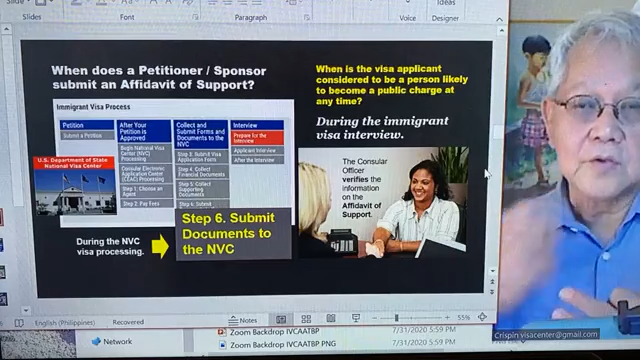 Slide
Font
Paragraph
Voice
Ideas
Designer
When does a Petitioner / Sponsor
submit an Affidavit of Support?
Immigrant Visa Process
Petition
Submit a Petition
After Your
Petition is
Approved
Begin National Visa
Center (NVC)
Processing
Consular Electronic
Application Center
(CEAC) Processing
Step 1: Choose an
Agent
Step 2: Pay Fees
Collect and
Submit Forms and
Documents to the
NVC
Step 3: Submit Visa
Application Form
Step 4: Collect
Financial Documents
Step 5: Collect
Supporting
Documents
Step 6: Submit
Interview
Prepare for the
Interview
Applicant Interview
After the Interview
U.S. Department of State
National Visa Center
During the NVC
visa processing.
Step 6. Submit
Documents to
the NVC
When is the visa applicant
considered to be a person likely
to become a public charge at
any time?
During the immigrant
visa interview.
The Consular
Officer
verifies the
information
on the
Affidavit of
Support.
English (Philippines)
Recovered
Notes
55%
Crispin visacenter@gmail.com
Network
Zoom Backdrop IVCAATBP
7/31/2020 5:59 PM
Zoom Backdrop IVCAATBP PNG
7/31/2020 5:59 PM